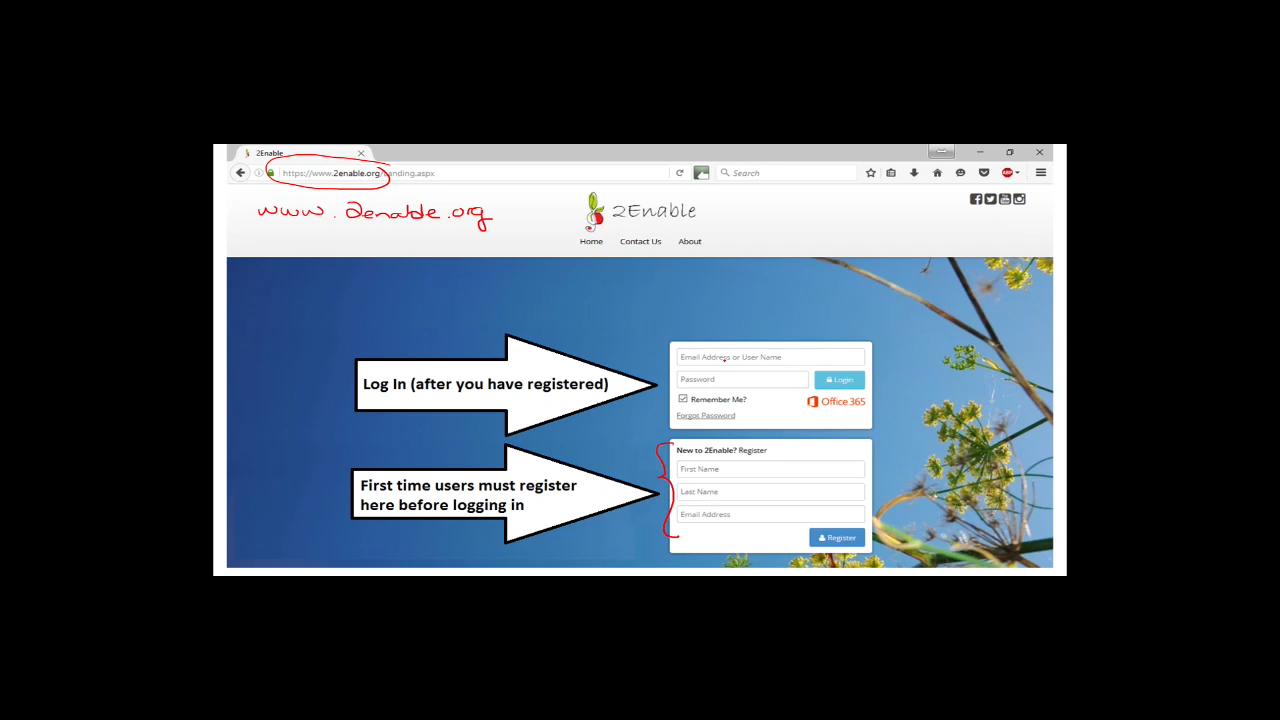 2Enable
https://www.2enable.org/Landing.aspx
Search
ABP
www.2enable.org
2Enable
Home Contact Us About
Email Address or User Name
Log In (after you have registered)
Password
Login
Remember Me?
Office 365
Forgot Password
New to 2Enable? Register
First Name
First time users must register
here before logging in
Last Name
Email Address
Register